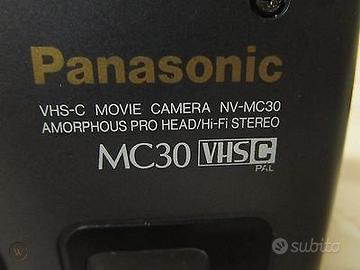 Panasonic
VHS-C MOVIE CAMERA NV-MC30
AMORPHOUS PRO HEAD/Hi-Fi STEREO
MC30 VHS C
PAL
subito
W